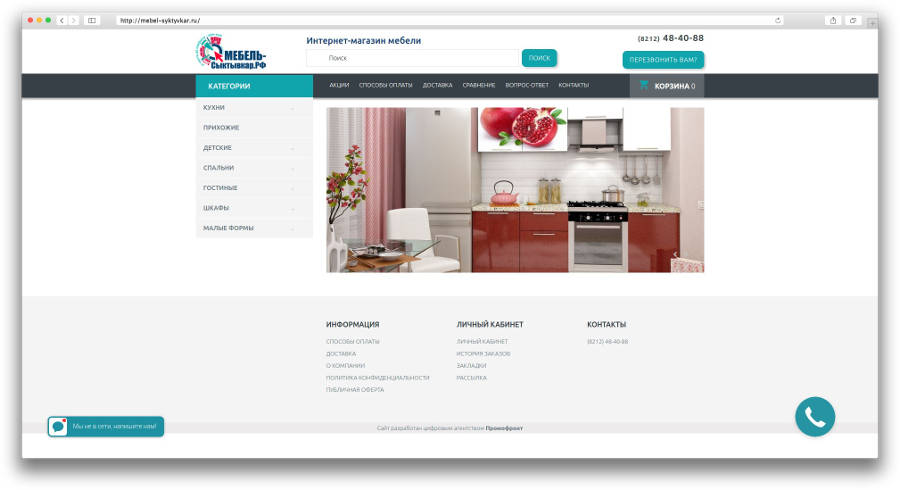 http://mebel-syktyvkar.ru/
МЕБЕЛЬ-
Сыктывкар.РФ
Интернет-магазин мебели
Поиск
ПОИСК
(8212) 48-40-88
ПЕРЕЗВОНИТЬ ВАМ?
КАТЕГОРИИ
АКЦИИ СПОСОБЫ ОПЛАТЫ ДОСТАВКА СРАВНЕНИЕ ВОПРОС-ОТВЕТ КОНТАКТЫ
КОРЗИНА 0
КУХНИ
ПРИХОЖИЕ
ДЕТСКИЕ
СПАЛЬНИ
ГОСТИНЫЕ
ШКАФЫ
МАЛЫЕ ФОРМЫ
ИНФОРМАЦИЯ
СПОСОБЫ ОПЛАТЫ
ДОСТАВКА
О КОМПАНИИ
ПОЛИТИКА КОНФИДЕНЦИАЛЬНОСТИ
ПУБЛИЧНАЯ ОФЕРТА
ЛИЧНЫЙ КАБИНЕТ
ЛИЧНЫЙ КАБИНЕТ
ИСТОРИЯ ЗАКАЗОВ
ЗАКЛАДКИ
РАССЫЛКА
КОНТАКТЫ
(8212) 48-40-88
Мы не в сети, напишите нам!
Сайт разработан цифровым агентством Промофронт